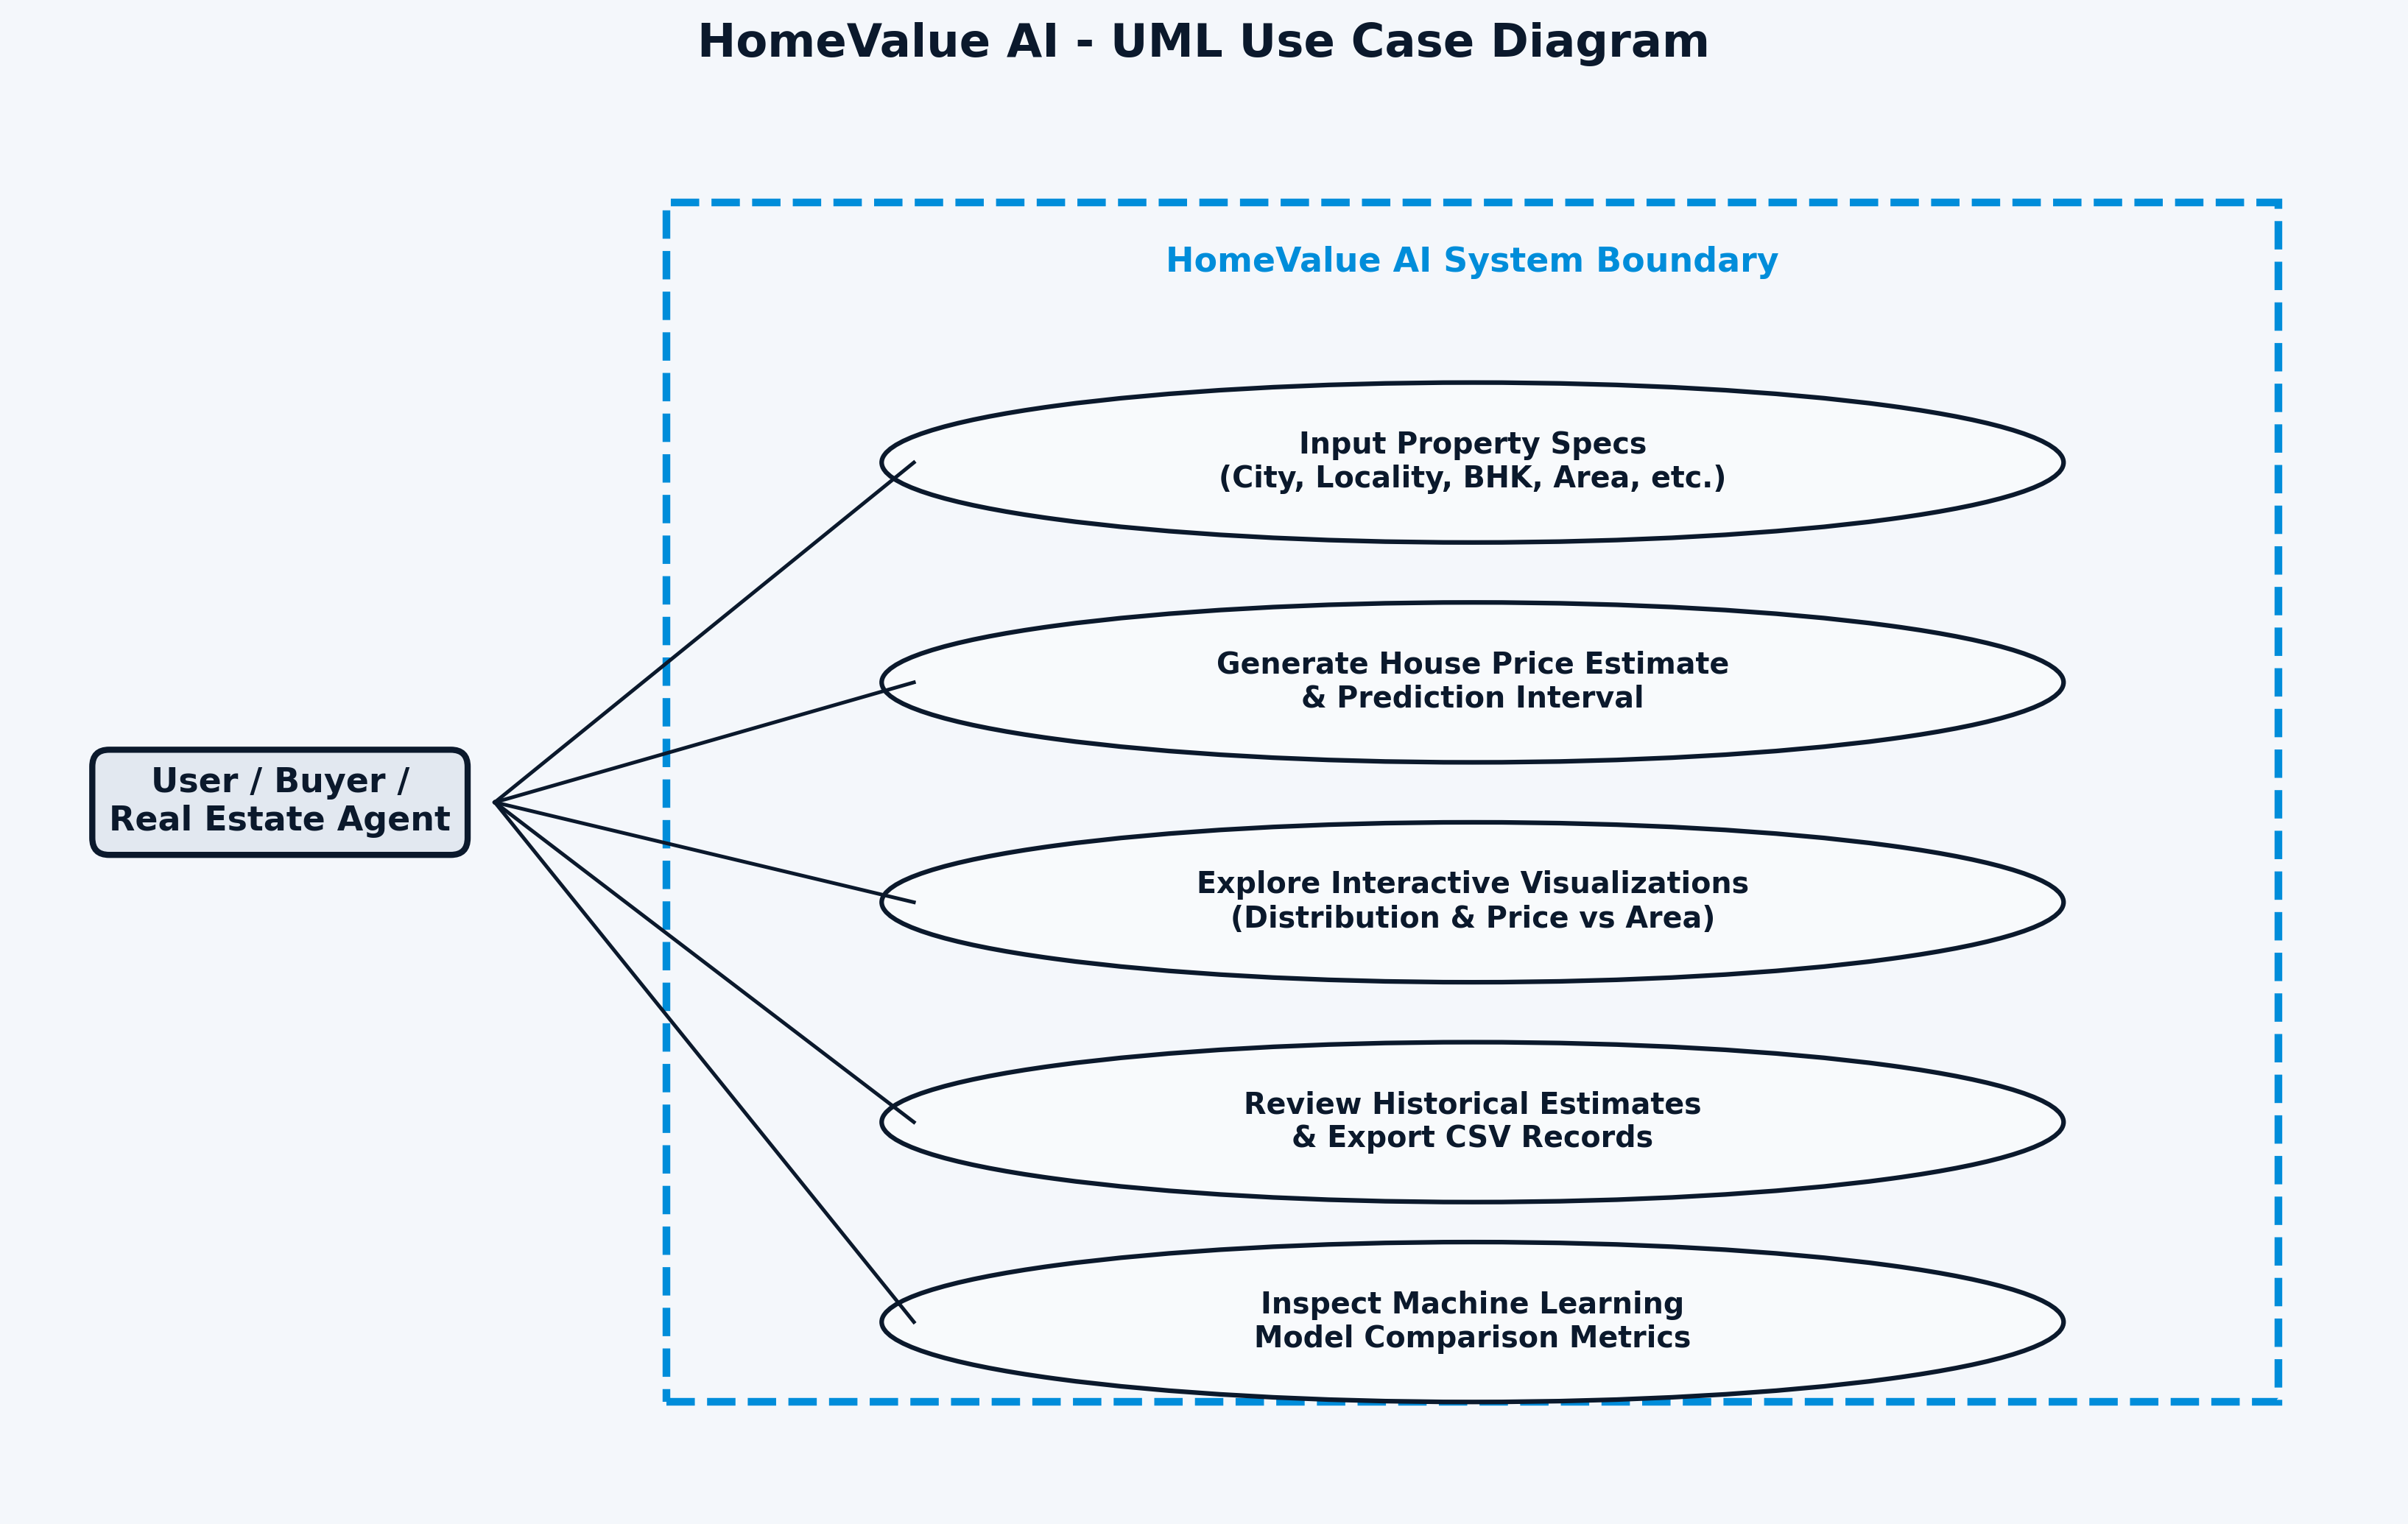 HomeValue AI - UML Use Case Diagram
HomeValue AI System Boundary
Input Property Specs
(City, Locality, BHK, Area, etc.)
Generate House Price Estimate
& Prediction Interval
User / Buyer /
Real Estate Agent
Explore Interactive Visualizations
(Distribution & Price vs Area)
Review Historical Estimates
& Export CSV Records
Inspect Machine Learning
Model Comparison Metrics